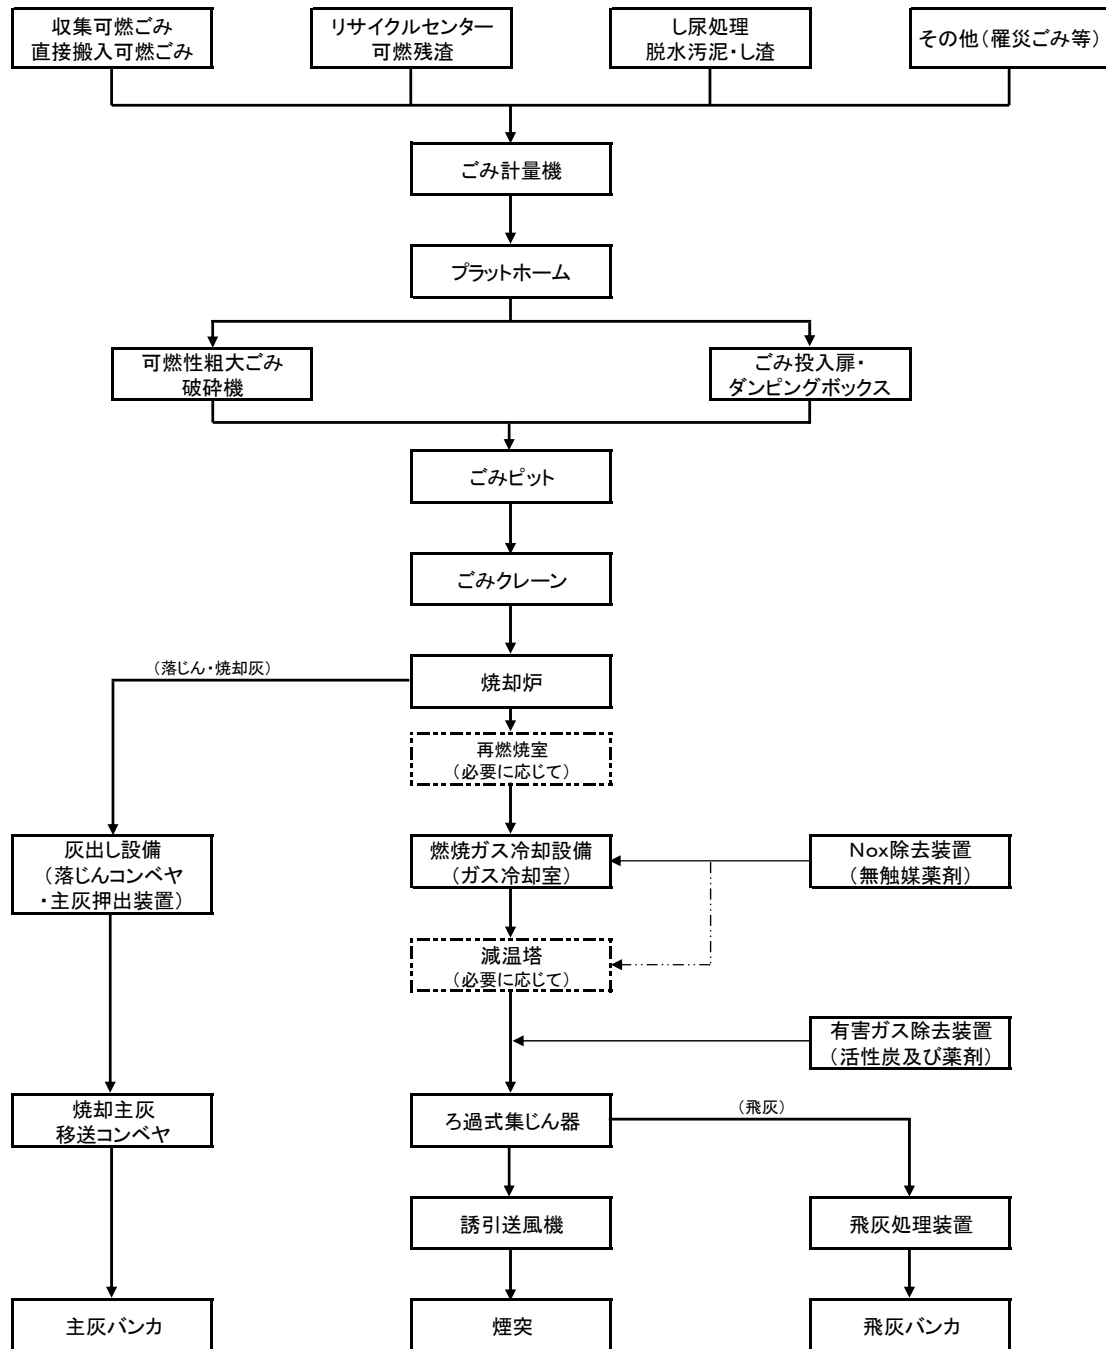 収集可燃ごみ
直接搬入可燃ごみ
リサイクルセンター
可燃残渣
し尿処理
脱水汚泥・し渣
その他（罹災ごみ等）
ごみ計量機
プラットホーム
可燃性粗大ごみ
破砕機
ごみ投入扉・
ダンピングボックス
ごみピット
ごみクレーン
（落じん・焼却灰）
焼却炉
再燃焼室
（必要に応じて）
灰出し設備
（落じんコンベヤ
・主灰押出装置）
燃焼ガス冷却設備
（ガス冷却室）
Ｎox除去装置
（無触媒薬剤）
減温塔
（必要に応じて）
有害ガス除去装置
（活性炭及び薬剤）
焼却主灰
移送コンベヤ
ろ過式集じん器
（飛灰）
誘引送風機
飛灰処理装置
主灰バンカ
煙突
飛灰バンカ